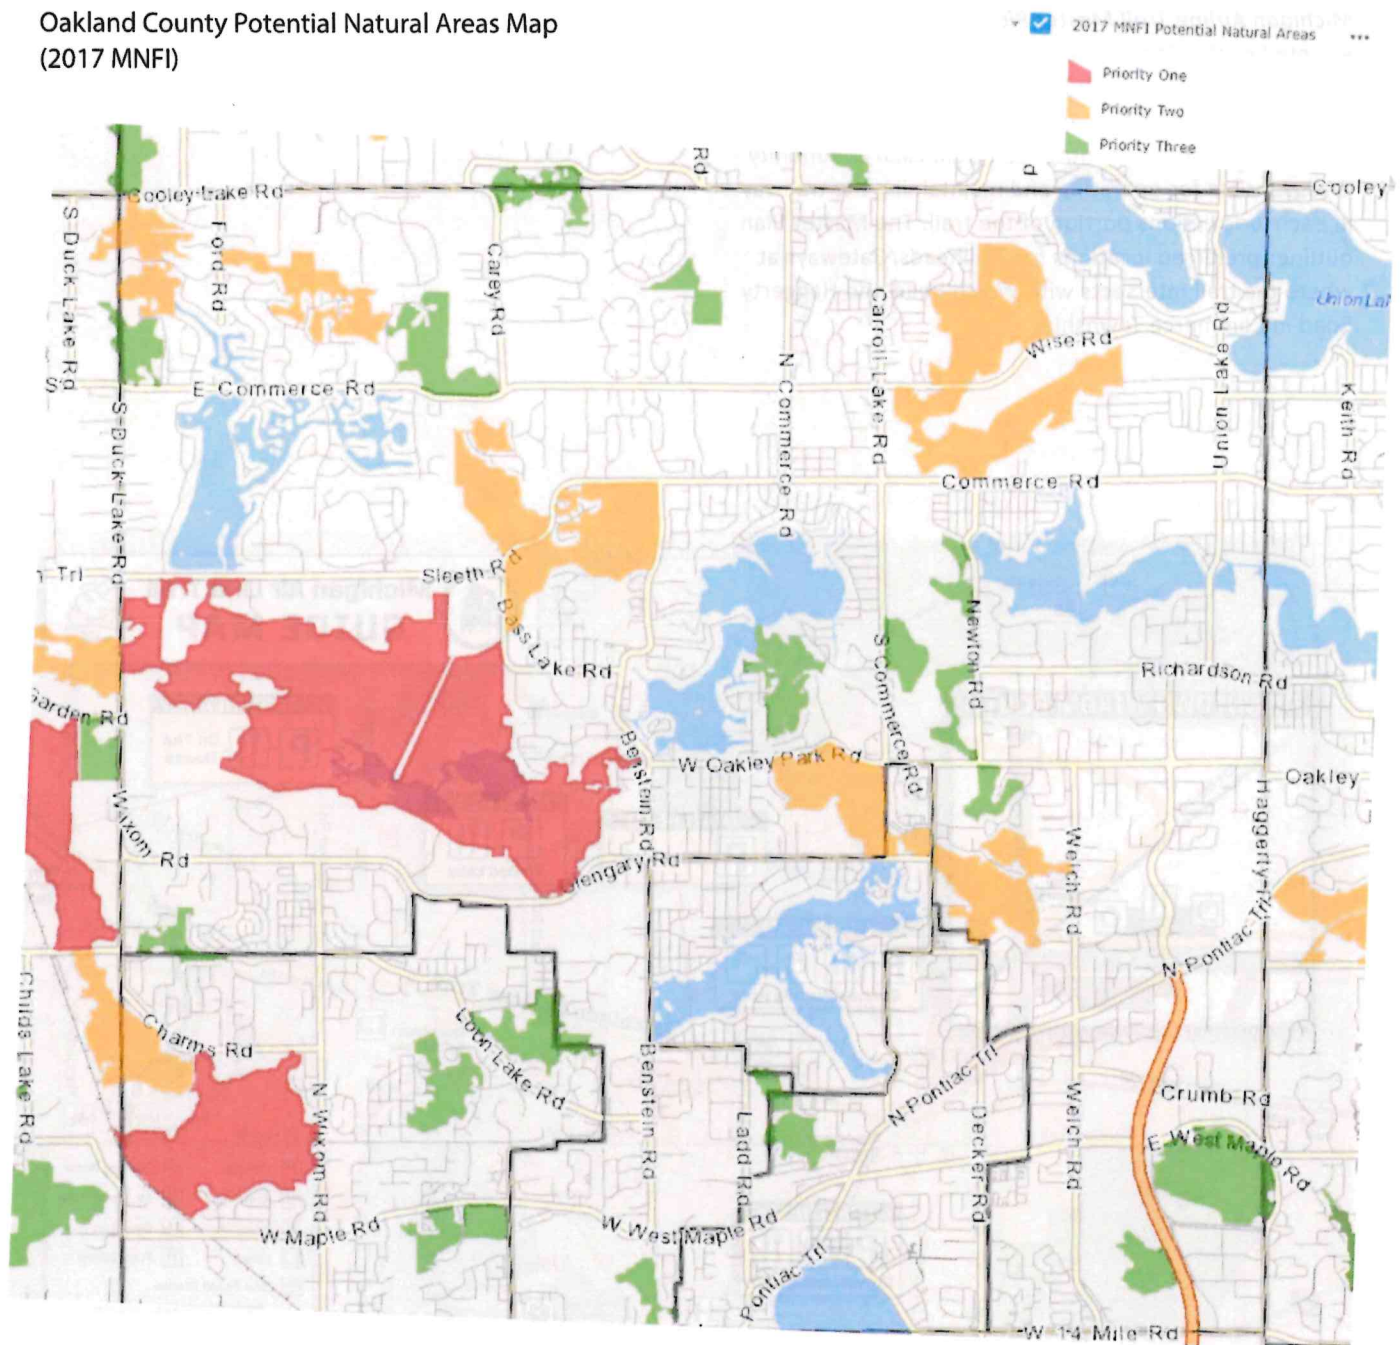 Oakland County Potential Natural Areas Map
(2017 MNFI)
2017 MNFI Potential Natural Areas
Priority One
Priority Two
Priority Three
Rd
Cooley Lake Rd
Cooley
S Duck Lake Rd
Ford Rd
Carey Rd
Union Lal
Carroll Lake Rd
Wise Rd
Union Lake Rd
N Commerce Rd
E Commerce Rd
Keith Rd
S Duck Lake Rd
Commerce Rd
Sleeth Rd
Trl
Bass Lake Rd
Newton Rd
S Commerce Rd
Richardson Rd
Garden Rd
Benstein Rd
W Oakley Park Rd
Oakley
Wixom Rd
Haggerty Trl
Welch Rd
Glengary Rd
N Pontiac Trl
Childs Lake Rd
Charms Rd
Loon Lake Rd
Benstein Rd
N Pontiac Trl
N Wixom Rd
Ladd Rd
Decker Rd
Welch Rd
Crumb Rd
E West Maple Rd
W Maple Rd
W West Maple Rd
Pontiac Trl
W 14 Mile Rd